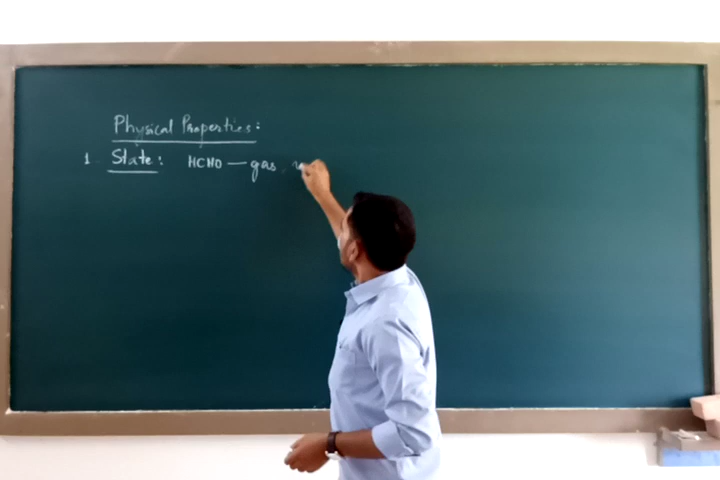 Physical Properties:
1. State: HCHO — gas,